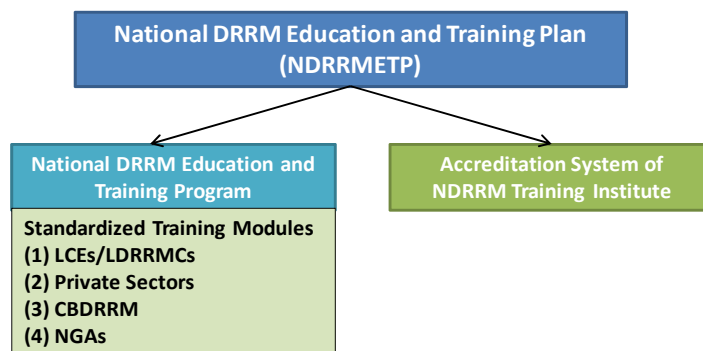 National DRRM Education and Training Plan
(NDRRMETP)
National DRRM Education and
Training Program
Accreditation System of
NDRRM Training Institute
Standardized Training Modules
(1) LCEs/LDRRMCs
(2) Private Sectors
(3) CBDRRM
(4) NGAs